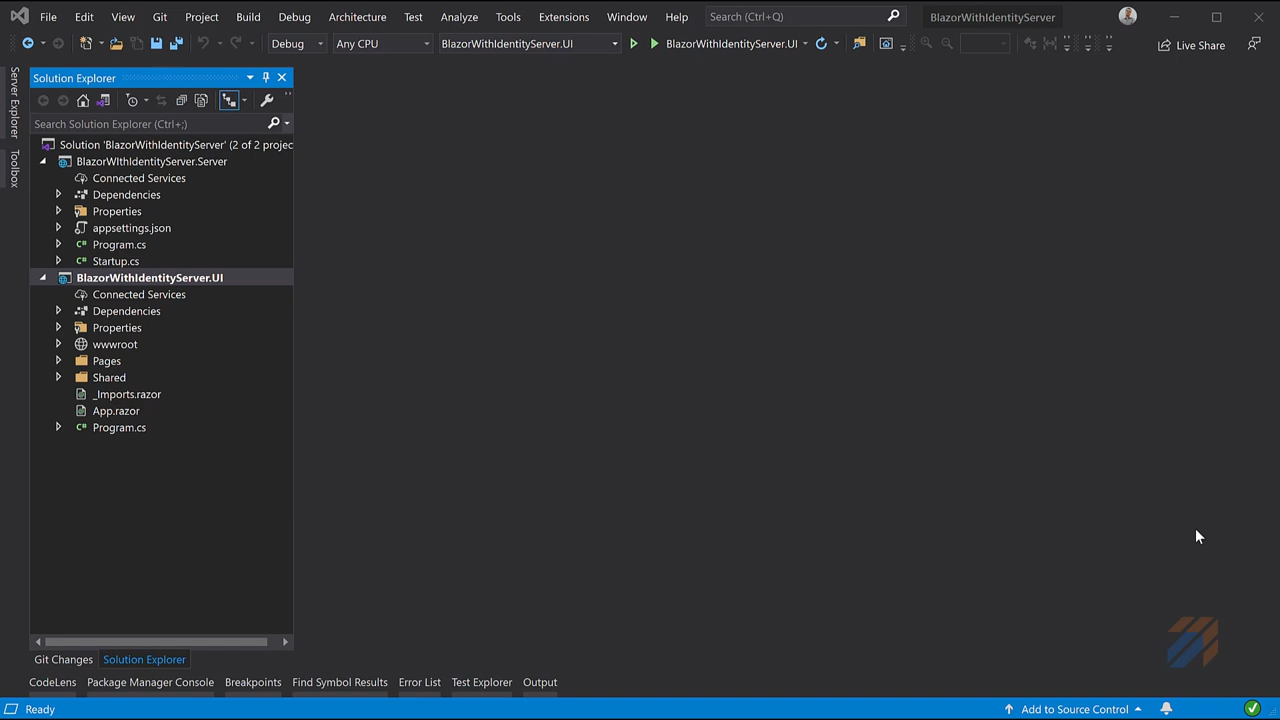 File Edit View Git Project Build Debug Architecture Test Analyze Tools Extensions Window Help Search (Ctrl+Q) BlazorWithIdentityServer
Debug Any CPU BlazorWithIdentityServer.UI BlazorWithIdentityServer.UI Live Share
Server Explorer
Toolbox
Solution Explorer
Search Solution Explorer (Ctrl+;)
Solution 'BlazorWithIdentityServer' (2 of 2 projec
BlazorWIthIdentityServer.Server
Connected Services
Dependencies
Properties
appsettings.json
C# Program.cs
C# Startup.cs
BlazorWithIdentityServer.UI
Connected Services
Dependencies
Properties
wwwroot
Pages
Shared
_Imports.razor
App.razor
C# Program.cs
Git Changes Solution Explorer
CodeLens Package Manager Console Breakpoints Find Symbol Results Error List Test Explorer Output
Ready Add to Source Control